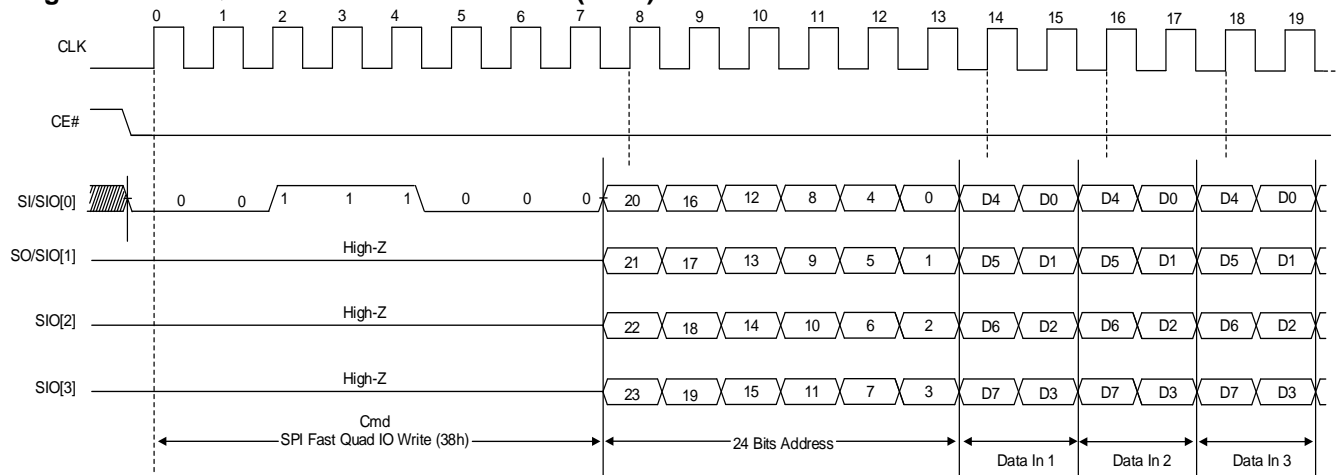 0 1 2 3 4 5 6 7 8 9 10 11 12 13 14 15 16 17 18 19
CLK
CE#
SI/SIO[0] 0 0 1 1 1 0 0 0 20 16 12 8 4 0 D4 D0 D4 D0 D4 D0
SO/SIO[1] High-Z 21 17 13 9 5 1 D5 D1 D5 D1 D5 D1
SIO[2] High-Z 22 18 14 10 6 2 D6 D2 D6 D2 D6 D2
SIO[3] High-Z 23 19 15 11 7 3 D7 D3 D7 D3 D7 D3
Cmd
SPI Fast Quad IO Write (38h) 24 Bits Address
Data In 1 Data In 2 Data In 3